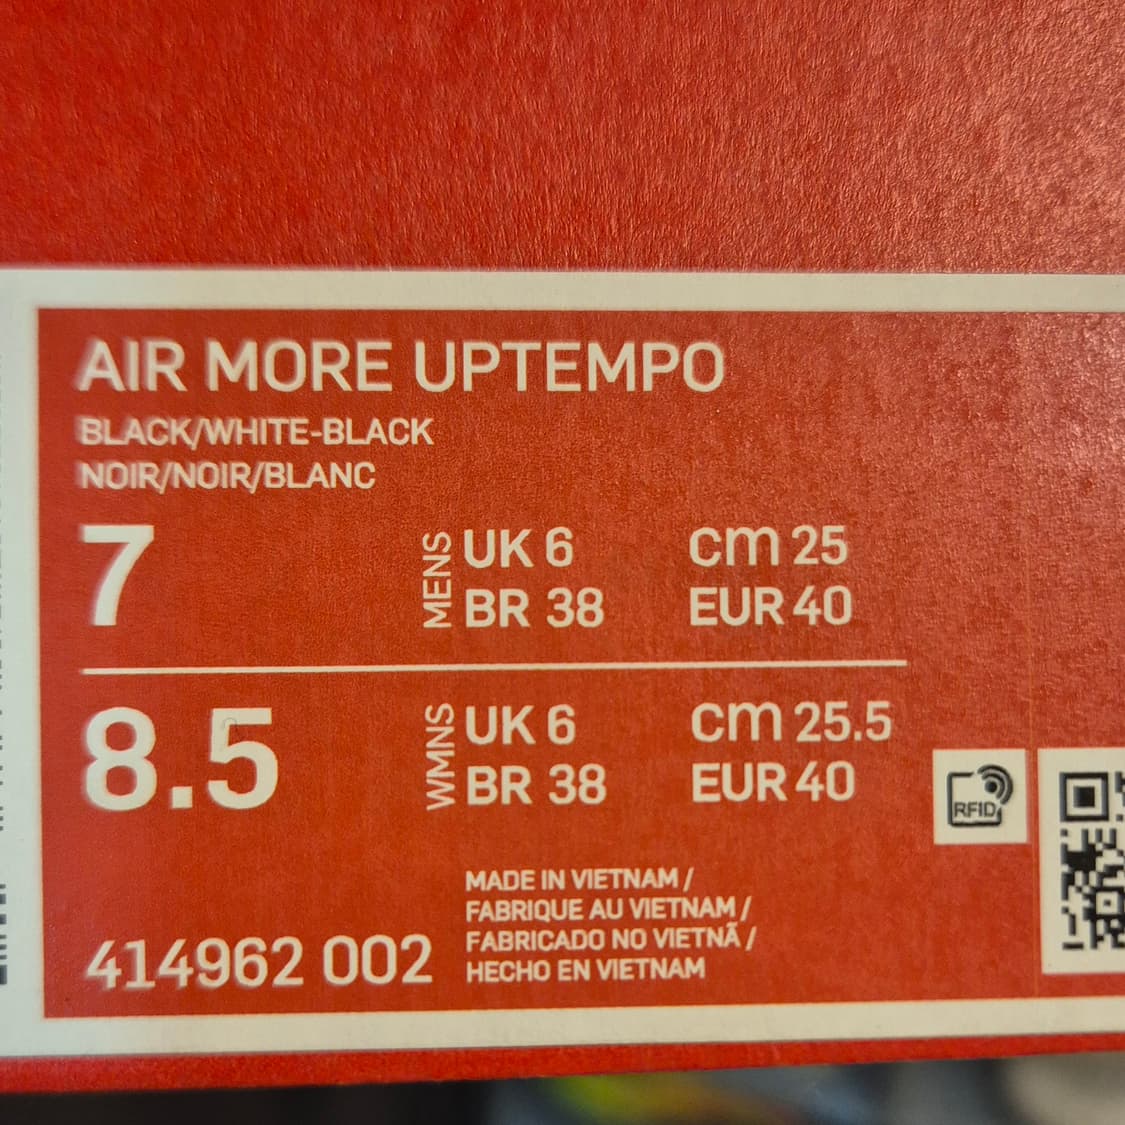 AIR MORE UPTEMPO
BLACK/WHITE-BLACK
NOIR/NOIR/BLANC
7 MENS UK 6 cm 25
BR 38 EUR 40
8.5 WMNS UK 6 cm 25.5
BR 38 EUR 40
RFID
MADE IN VIETNAM /
FABRIQUE AU VIETNAM /
FABRICADO NO VIETNÃ /
HECHO EN VIETNAM
414962 002